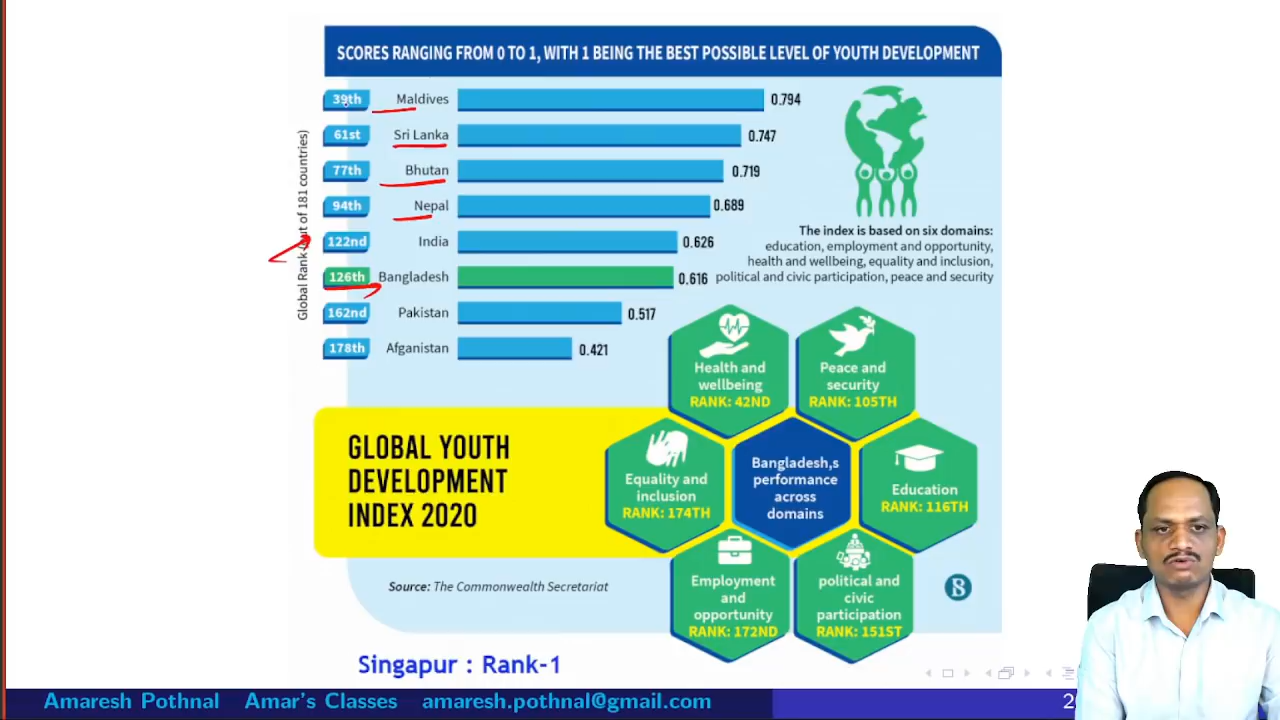 SCORES RANGING FROM 0 TO 1, WITH 1 BEING THE BEST POSSIBLE LEVEL OF YOUTH DEVELOPMENT
Global Rank (out of 181 countries)
39th Maldives 0.794
61st Sri Lanka 0.747
77th Bhutan 0.719
94th Nepal 0.689
122nd India 0.626
126th Bangladesh 0.616
162nd Pakistan 0.517
178th Afganistan 0.421
The index is based on six domains:
education, employment and opportunity,
health and wellbeing, equality and inclusion,
political and civic participation, peace and security
GLOBAL YOUTH
DEVELOPMENT
INDEX 2020
Health and
wellbeing
RANK: 42ND
Peace and
security
RANK: 105TH
Equality and
inclusion
RANK: 174TH
Bangladesh,s
performance
across
domains
Education
RANK: 116TH
Employment
and
opportunity
RANK: 172ND
political and
civic
participation
RANK: 151ST
Source: The Commonwealth Secretariat
B
Singapur : Rank-1
Amaresh Pothnal Amar's Classes amaresh.pothnal@gmail.com